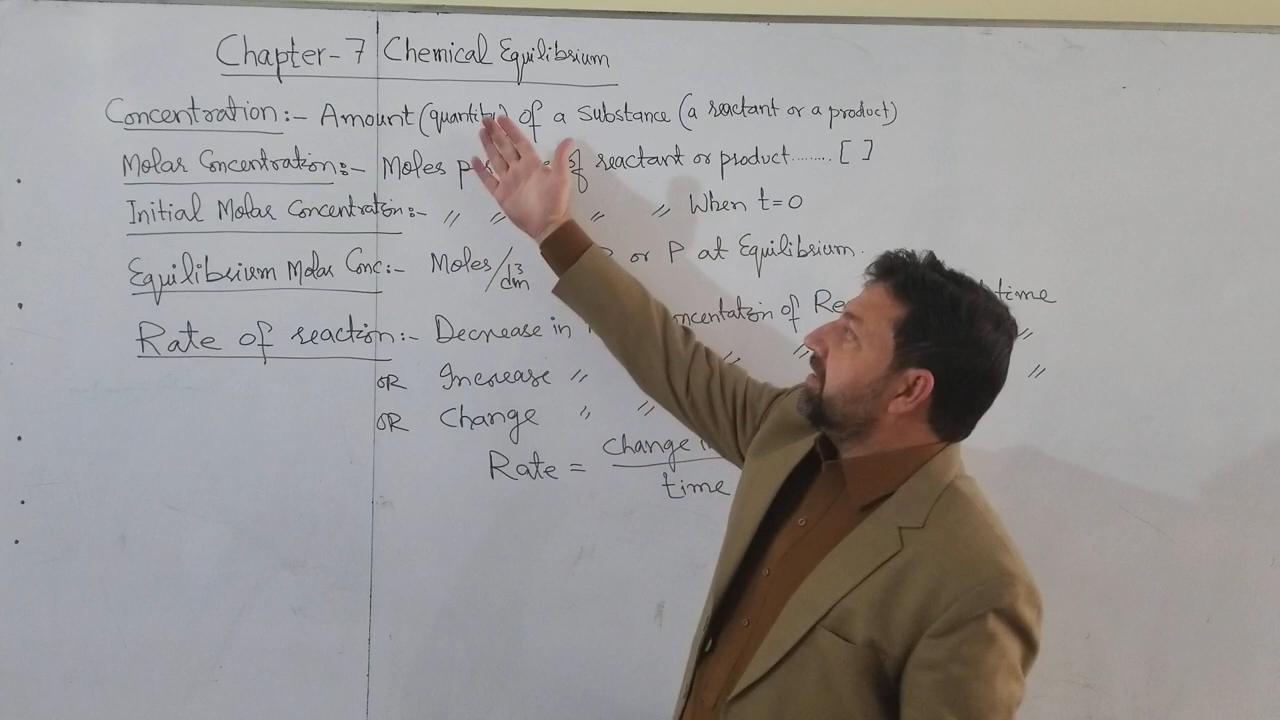 Chapter-7 Chemical Equilibrium
Concentration:- Amount (quantity) of a substance (a reactant or a product)
Molar Concentration:- Moles of reactant or product........ [ ]
Initial Molar Concentration:- " " " " When t=0
Equilibrium Molar Conc:- Moles/dm³ or P at Equilibrium.
Rate of reaction:- Decrease in of time
OR Increase " " " "
OR Change " " "
Rate = Change
time